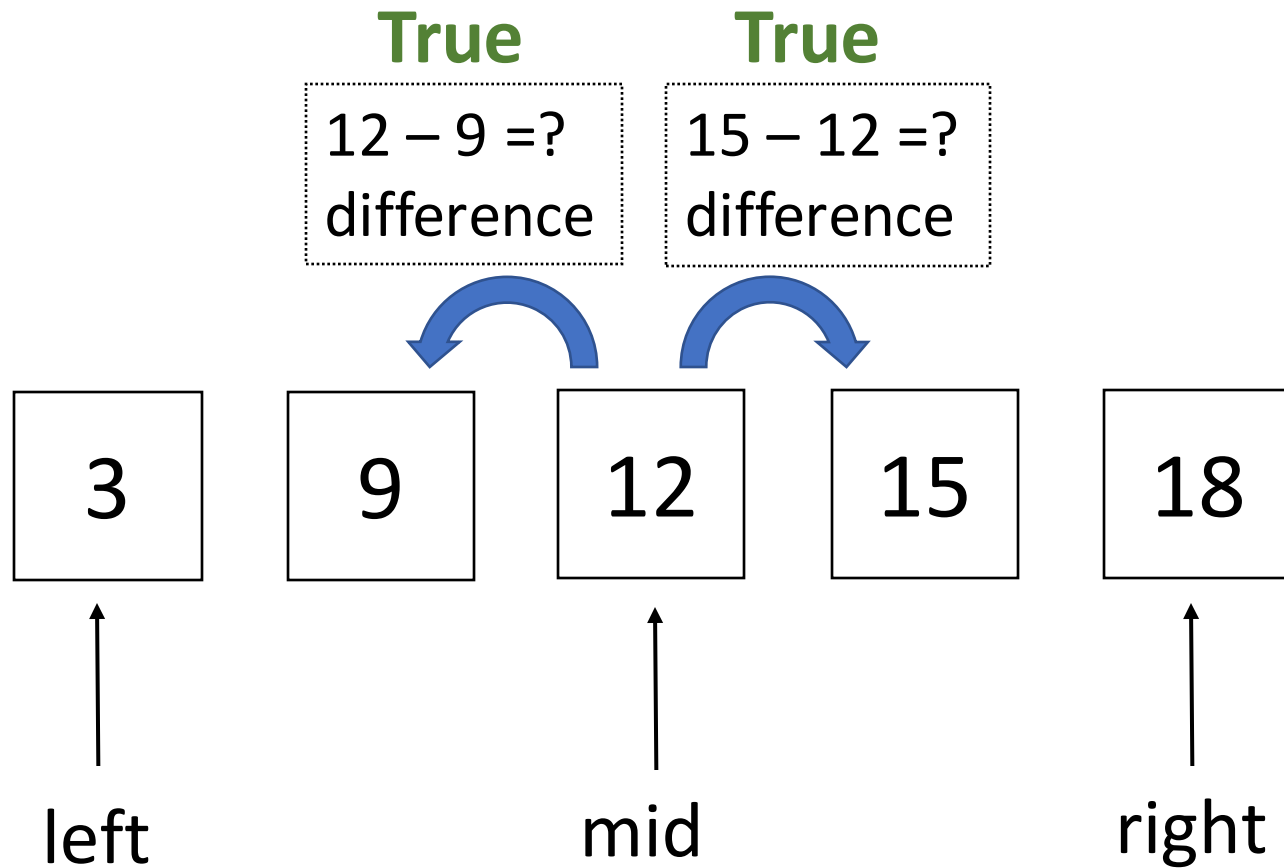 True
True
12 – 9 =?
difference
15 – 12 =?
difference
3
9
12
15
18
left
mid
right